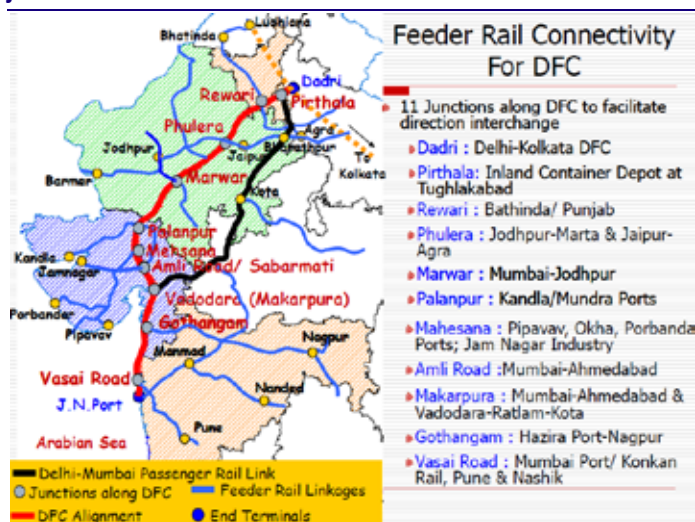 Ludhiana
Bhatinda
Dadri
Rewari
Pirthala
Phulera
Agra
Jodhpur
Jaipur
Bharathpur
To
Kolkata
Barmer
Marwar
Kota
Palanpur
Kandla
Mehsana
Jamnagar
Amli Road/ Sabarmati
Vadodara (Makarpura)
Porbander
Pipavav
Gothangam
Nagpur
Manmad
Vasai Road
Nanded
J.N.Port
Pune
Arabian Sea
Delhi-Mumbai Passenger Rail Link
Junctions along DFC
Feeder Rail Linkages
DFC Alignment
End Terminals
Feeder Rail Connectivity
For DFC
11 Junctions along DFC to facilitate
direction interchange
Dadri : Delhi-Kolkata DFC
Pirthala: Inland Container Depot at
Tughlakabad
Rewari : Bathinda/ Punjab
Phulera : Jodhpur-Marta & Jaipur-
Agra
Marwar : Mumbai-Jodhpur
Palanpur : Kandla/Mundra Ports
Mahesana : Pipavav, Okha, Porbanda
Ports; Jam Nagar Industry
Amli Road :Mumbai-Ahmedabad
Makarpura : Mumbai-Ahmedabad &
Vadodara-Ratlam-Kota
Gothangam : Hazira Port-Nagpur
Vasai Road : Mumbai Port/ Konkan
Rail, Pune & Nashik